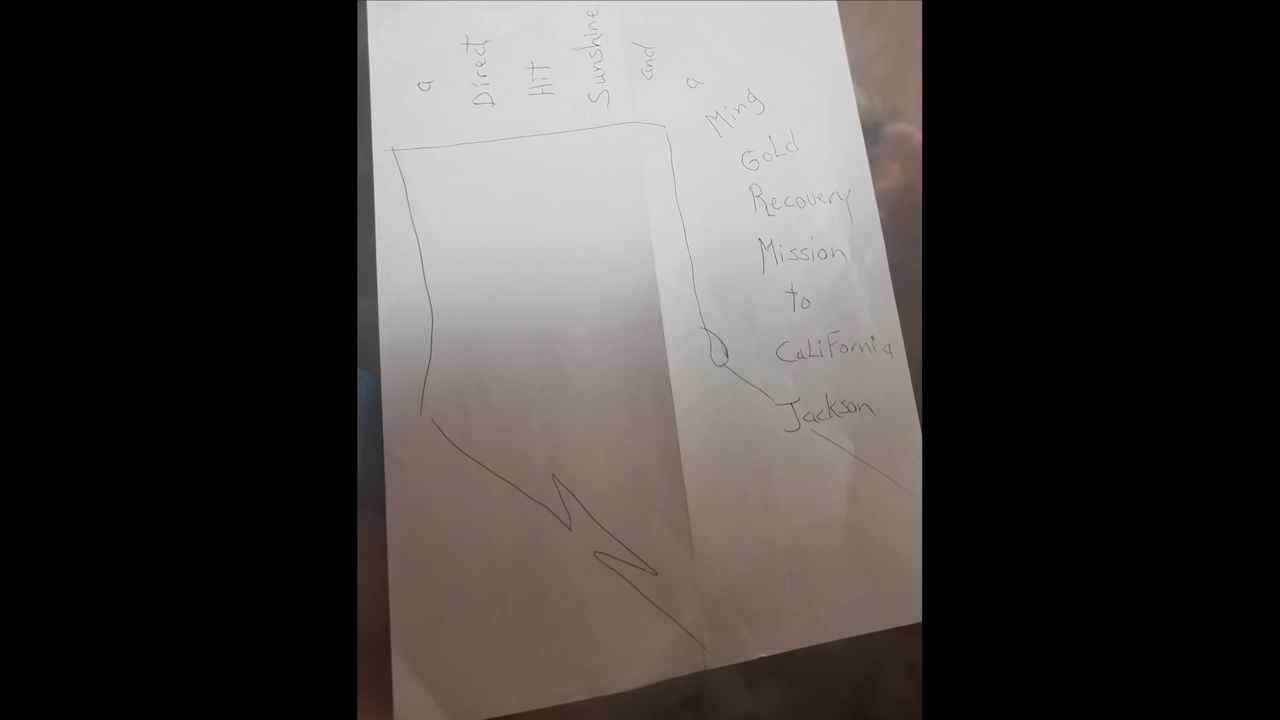 a
Direct
Hit
Sunshine
and
a
Ming
GoLd
Recovery
Mission
to
CaLiFornia
Jackson